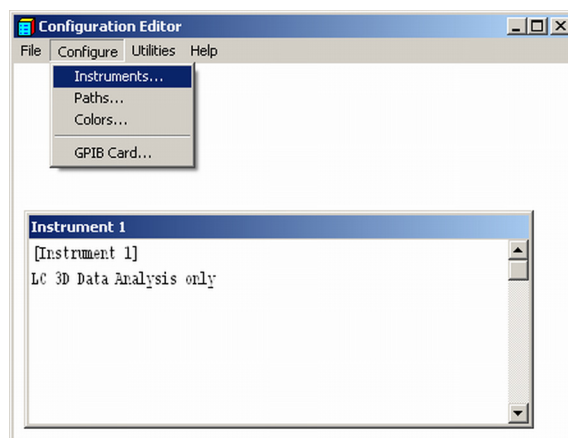 Configuration Editor
File Configure Utilities Help
Instruments...
Paths...
Colors...
GPIB Card...
Instrument 1
[Instrument 1]
LC 3D Data Analysis only